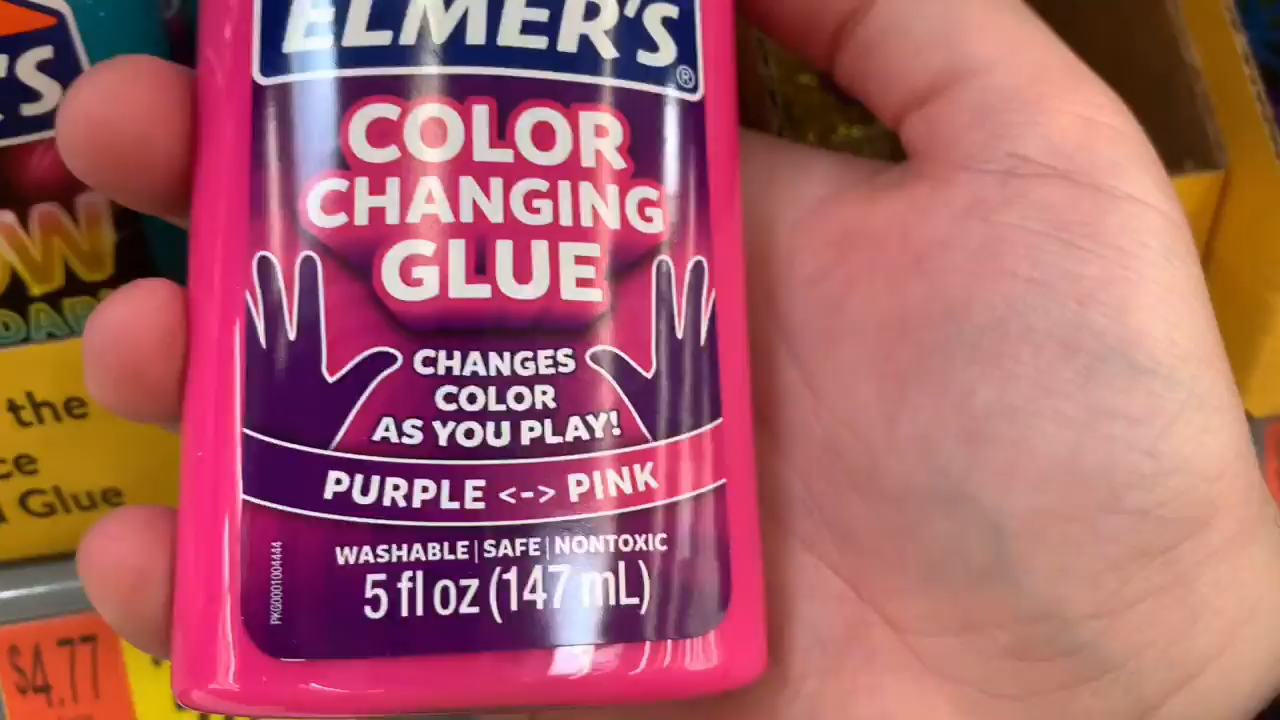 ELMER'S®
COLOR
CHANGING
GLUE
CHANGES
COLOR
AS YOU PLAY!
PURPLE <-> PINK
WASHABLE | SAFE | NONTOXIC
5 fl oz (147 mL)
PKG0001004444
'S
OW
the
Glue
$4.77